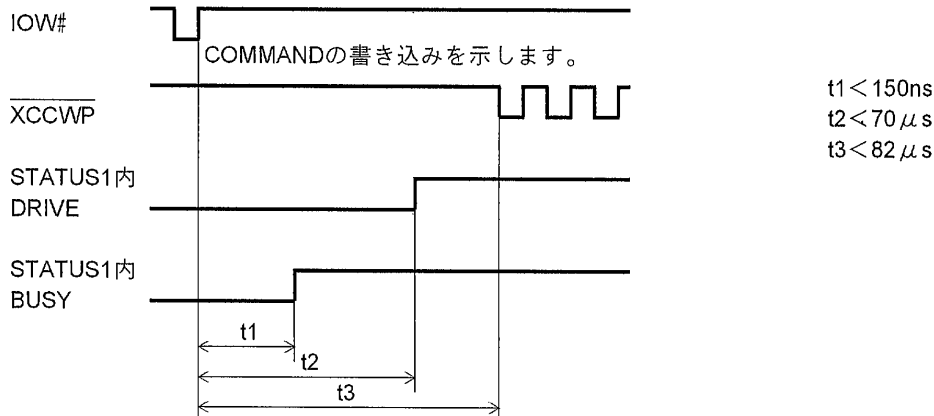 IOW#
COMMANDの書き込みを示します。
XCCWP
t1＜150ns
t2＜70μs
t3＜82μs
STATUS1内
DRIVE
STATUS1内
BUSY
t1
t2
t3